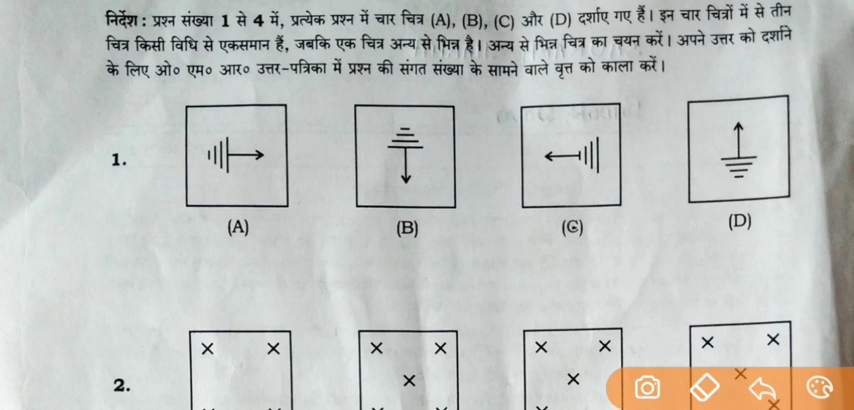 निर्देश : प्रश्न संख्या 1 से 4 में, प्रत्येक प्रश्न में चार चित्र (A), (B), (C) और (D) दर्शाए गए हैं। इन चार चित्रों में से तीन
चित्र किसी विधि से एकसमान हैं, जबकि एक चित्र अन्य से भिन्न है। अन्य से भिन्न चित्र का चयन करें। अपने उत्तर को दर्शाने
के लिए ओ० एम० आर० उत्तर-पत्रिका में प्रश्न की संगत संख्या के सामने वाले वृत्त को काला करें।
1.
(A) (B) (C) (D)
2.